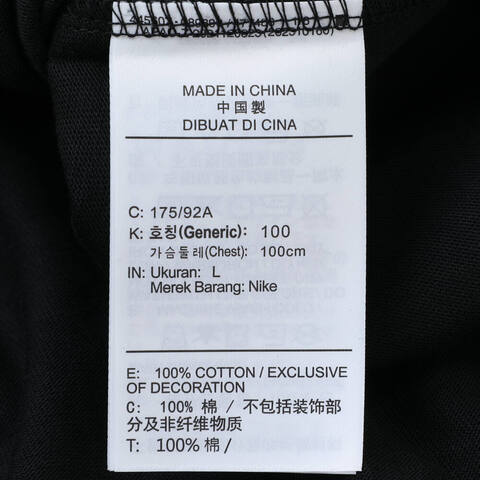 MADE IN CHINA
中国製
DIBUAT DI CINA
C: 175/92A
K: 호칭(Generic): 100
가슴둘레(Chest): 100cm
IN: Ukuran: L
Merek Barang: Nike
E: 100% COTTON / EXCLUSIVE
OF DECORATION
C: 100% 棉 / 不包括装饰部
分及非纤维物质
T: 100% 棉 /